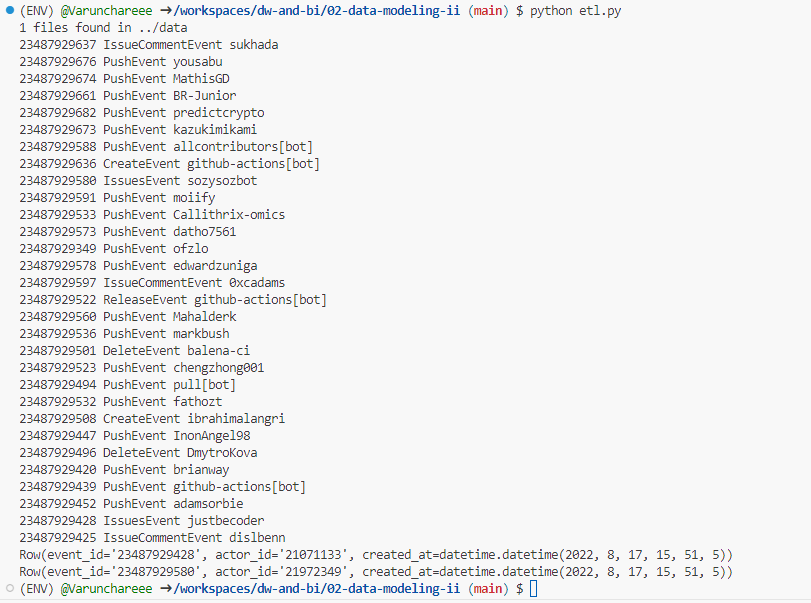 (ENV) @Varunchareee →/workspaces/dw-and-bi/02-data-modeling-ii (main) $ python etl.py
1 files found in ../data
23487929637 IssueCommentEvent sukhada
23487929676 PushEvent yousabu
23487929674 PushEvent MathisGD
23487929661 PushEvent BR-Junior
23487929682 PushEvent predictcrypto
23487929673 PushEvent kazukimikami
23487929588 PushEvent allcontributors[bot]
23487929636 CreateEvent github-actions[bot]
23487929580 IssuesEvent sozysozbot
23487929591 PushEvent moiify
23487929533 PushEvent Callithrix-omics
23487929573 PushEvent datho7561
23487929349 PushEvent ofzlo
23487929578 PushEvent edwardzuniga
23487929597 IssueCommentEvent 0xcadams
23487929522 ReleaseEvent github-actions[bot]
23487929560 PushEvent Mahalderk
23487929536 PushEvent markbush
23487929501 DeleteEvent balena-ci
23487929523 PushEvent chengzhong001
23487929494 PushEvent pull[bot]
23487929532 PushEvent fathozt
23487929508 CreateEvent ibrahimalangri
23487929447 PushEvent InonAngel98
23487929496 DeleteEvent DmytroKova
23487929420 PushEvent brianway
23487929439 PushEvent github-actions[bot]
23487929452 PushEvent adamsorbie
23487929428 IssuesEvent justbecoder
23487929425 IssueCommentEvent dislbenn
Row(event_id='23487929428', actor_id='21071133', created_at=datetime.datetime(2022, 8, 17, 15, 51, 5))
Row(event_id='23487929580', actor_id='21972349', created_at=datetime.datetime(2022, 8, 17, 15, 51, 5))
(ENV) @Varunchareee →/workspaces/dw-and-bi/02-data-modeling-ii (main) $